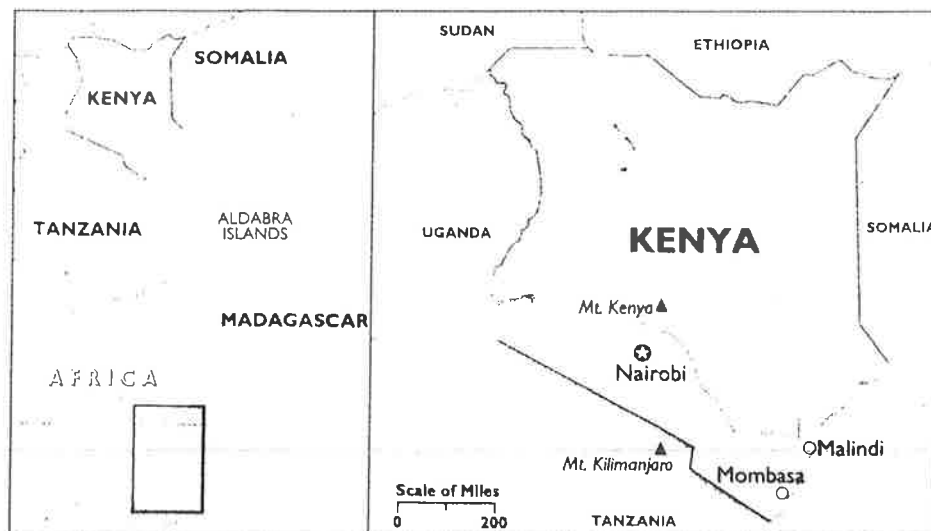 SOMALIA
KENYA
TANZANIA
ALDABRA
ISLANDS
MADAGASCAR
AFRICA
SUDAN
ETHIOPIA
UGANDA
KENYA
SOMALIA
Mt. Kenya
Nairobi
Malindi
Mt. Kilimanjaro
Mombasa
Scale of Miles
0 200
TANZANIA